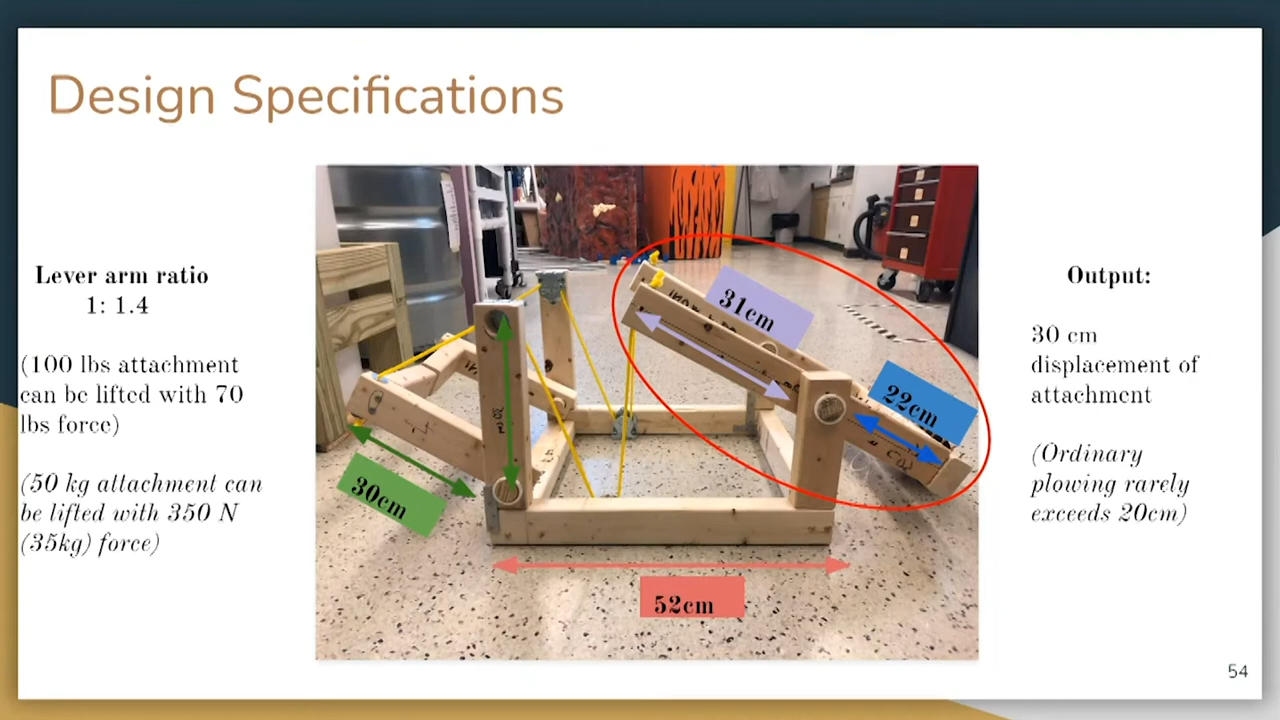 Design Specifications
Lever arm ratio
1: 1.4
(100 lbs attachment
can be lifted with 70
lbs force)
(50 kg attachment can
be lifted with 350 N
(35kg) force)
31cm
22cm
30cm
52cm
Output:
30 cm
displacement of
attachment
(Ordinary
plowing rarely
exceeds 20cm)
54